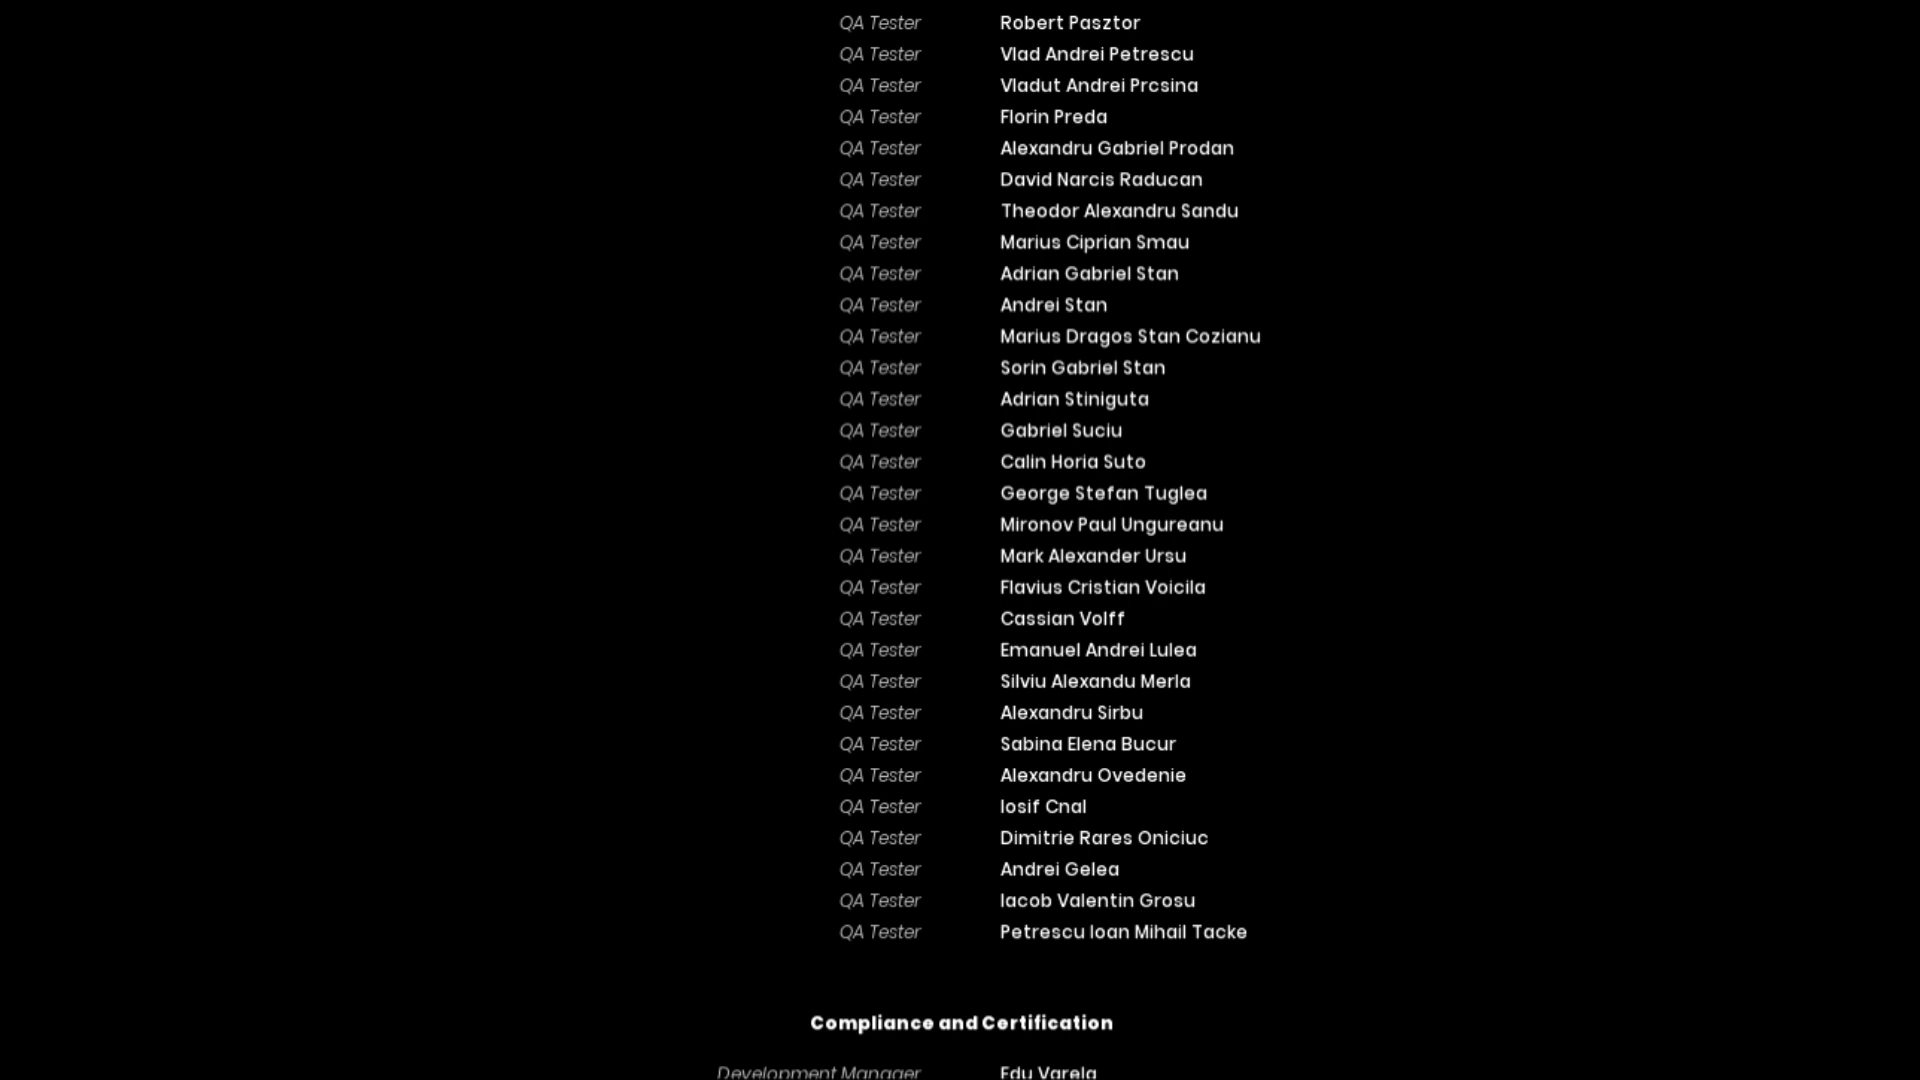 QA Tester Robert Pasztor
QA Tester Vlad Andrei Petrescu
QA Tester Vladut Andrei Prcsina
QA Tester Florin Preda
QA Tester Alexandru Gabriel Prodan
QA Tester David Narcis Raducan
QA Tester Theodor Alexandru Sandu
QA Tester Marius Ciprian Smau
QA Tester Adrian Gabriel Stan
QA Tester Andrei Stan
QA Tester Marius Dragos Stan Cozianu
QA Tester Sorin Gabriel Stan
QA Tester Adrian Stiniguta
QA Tester Gabriel Suciu
QA Tester Calin Horia Suto
QA Tester George Stefan Tuglea
QA Tester Mironov Paul Ungureanu
QA Tester Mark Alexander Ursu
QA Tester Flavius Cristian Voicila
QA Tester Cassian Volff
QA Tester Emanuel Andrei Lulea
QA Tester Silviu Alexandu Merla
QA Tester Alexandru Sirbu
QA Tester Sabina Elena Bucur
QA Tester Alexandru Ovedenie
QA Tester Iosif Cnal
QA Tester Dimitrie Rares Oniciuc
QA Tester Andrei Gelea
QA Tester Iacob Valentin Grosu
QA Tester Petrescu Ioan Mihail Tacke
Compliance and Certification
Development Manager Edu Varela